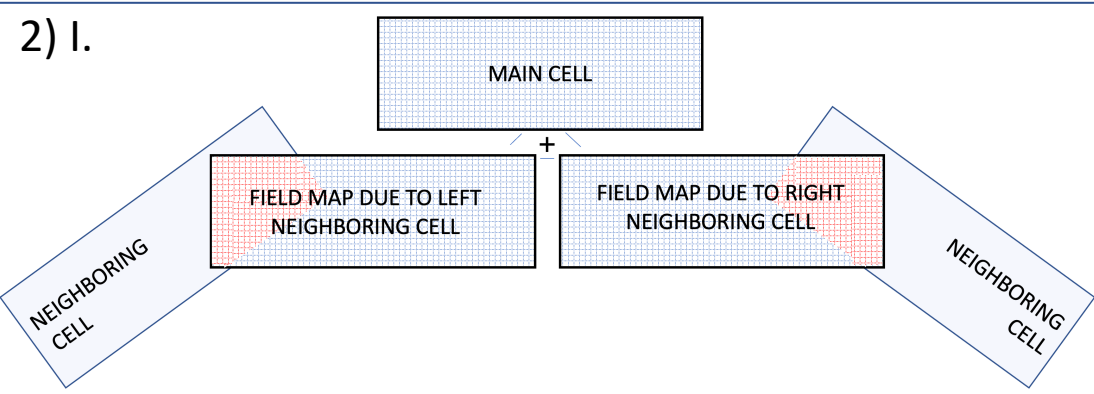 2) I.
MAIN CELL
+
FIELD MAP DUE TO LEFT
NEIGHBORING CELL
FIELD MAP DUE TO RIGHT
NEIGHBORING CELL
NEIGHBORING
CELL
NEIGHBORING
CELL